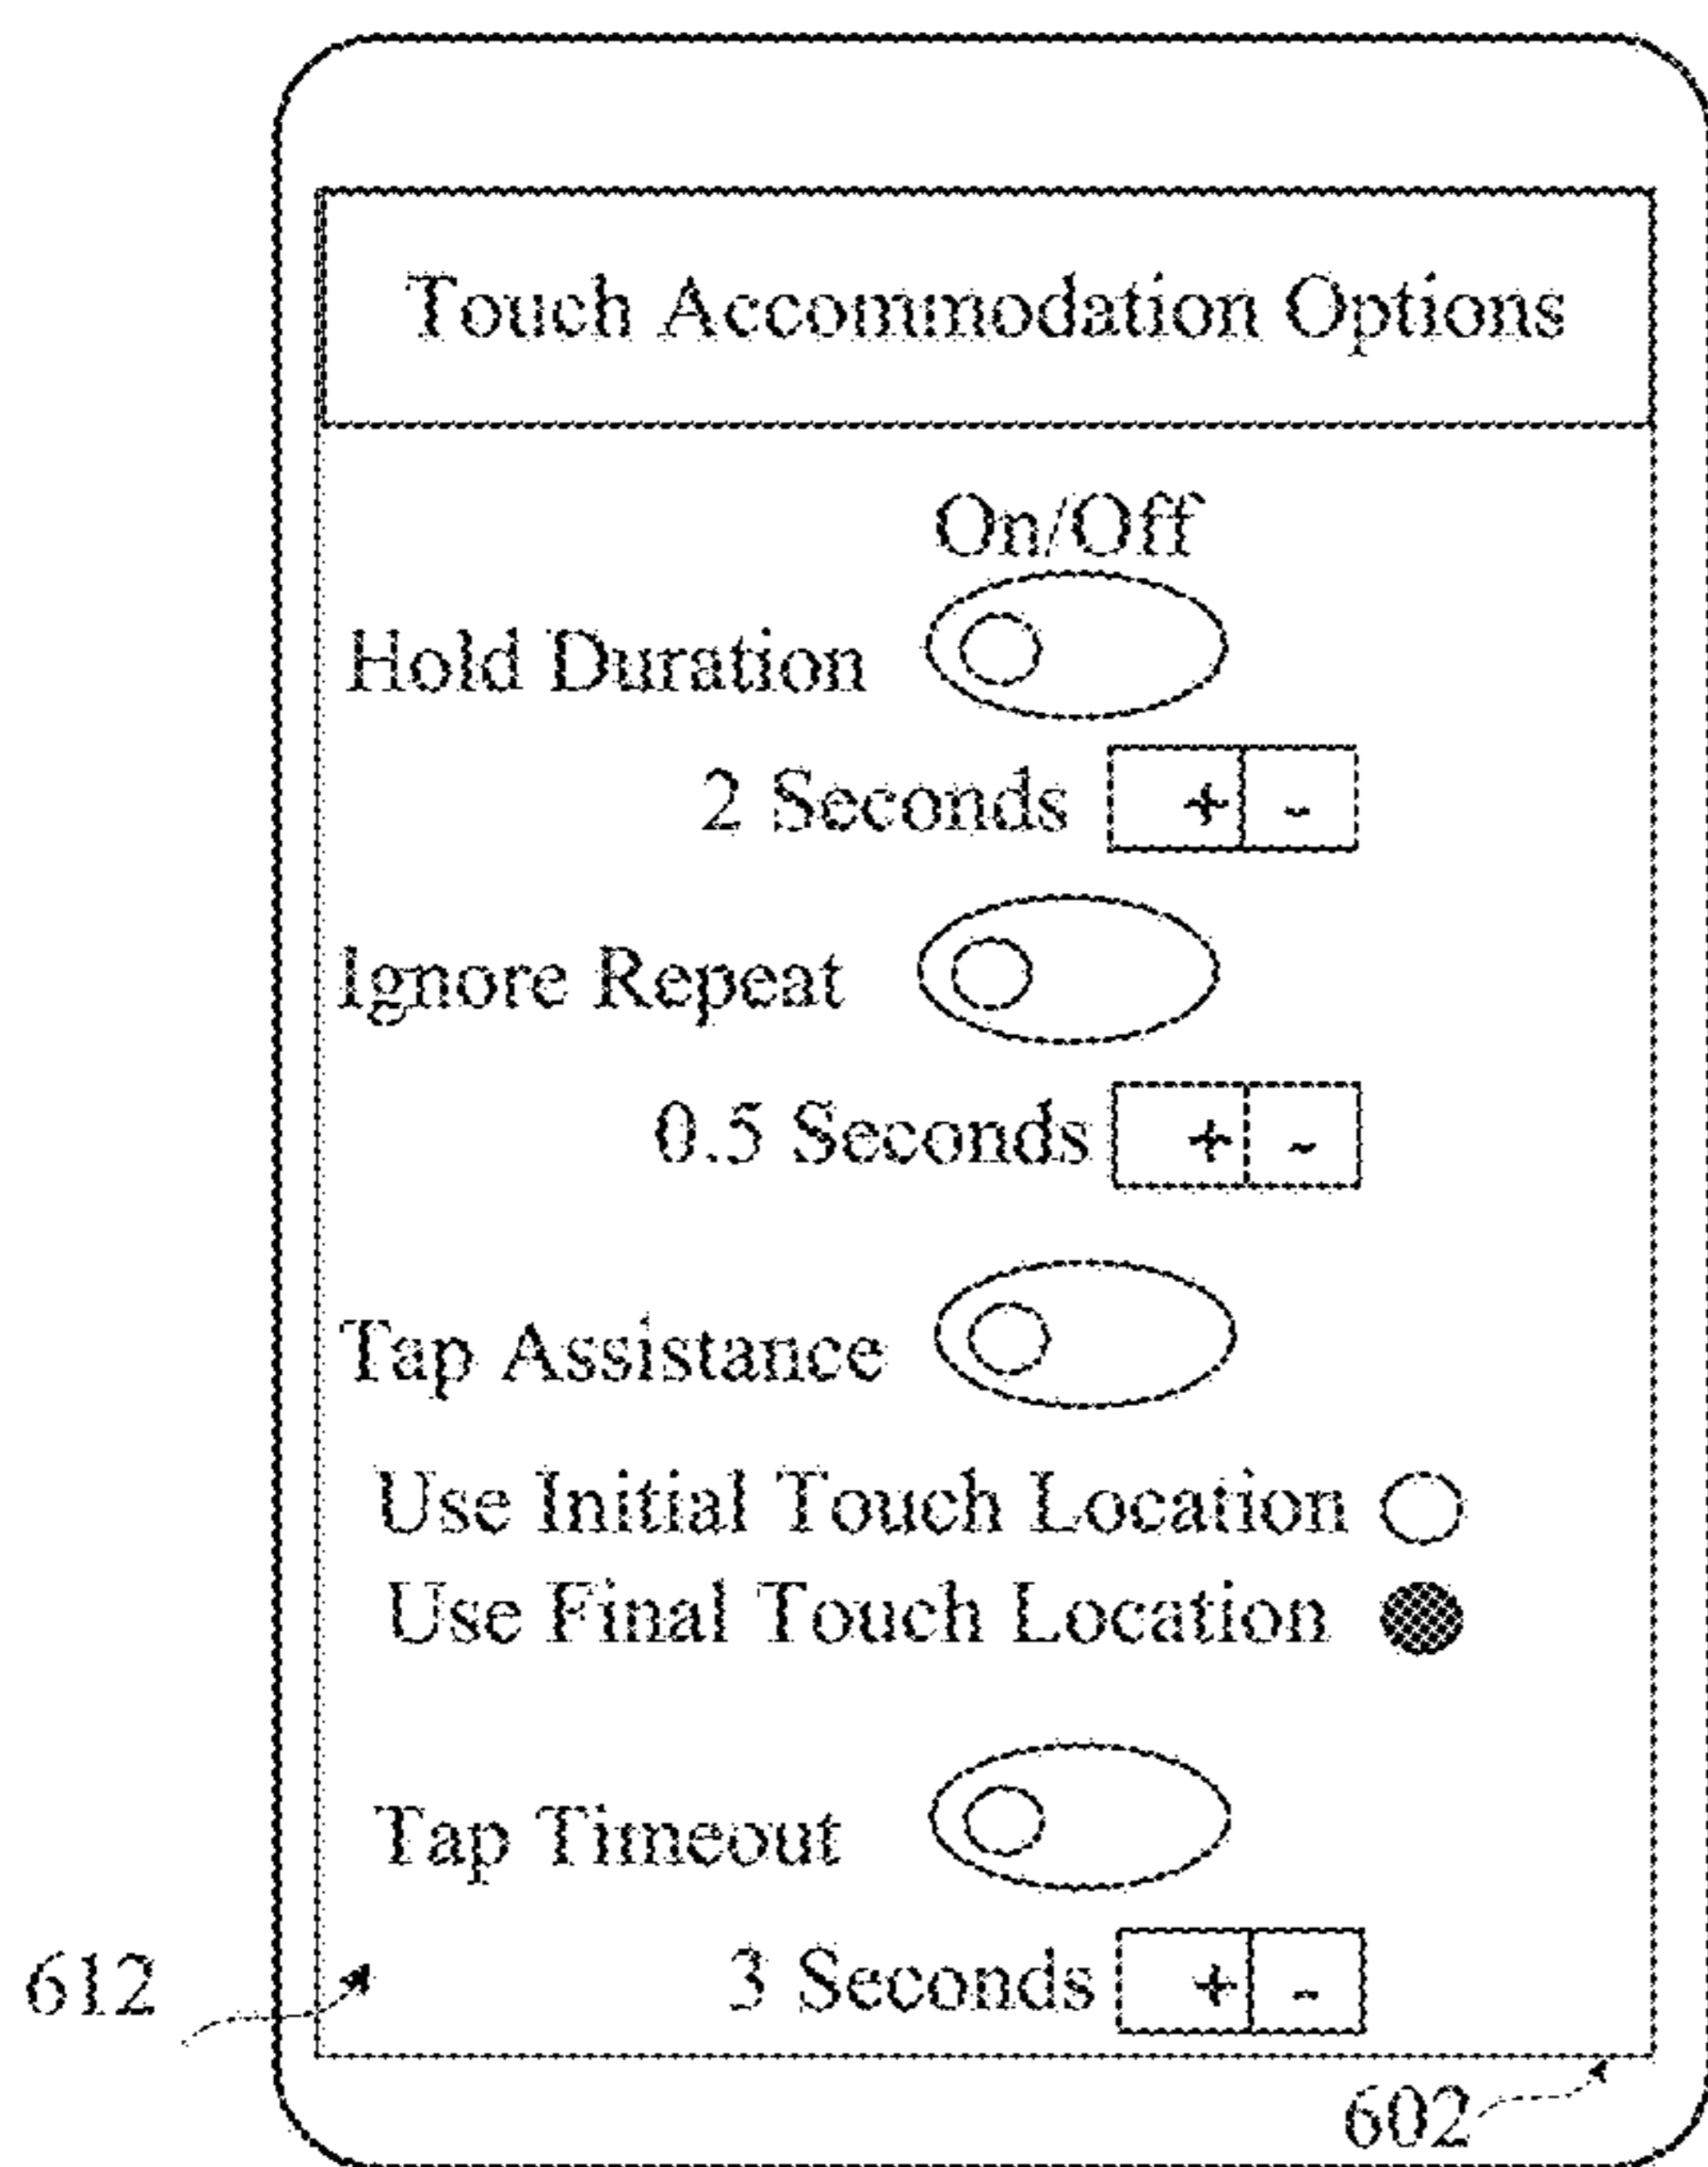 Touch Accommodation Options
On/Off
Hold Duration
2 Seconds + -
Ignore Repeat
0.5 Seconds + -
Tap Assistance
Use Initial Touch Location
Use Final Touch Location
Tap Timeout
612
3 Seconds + -
602